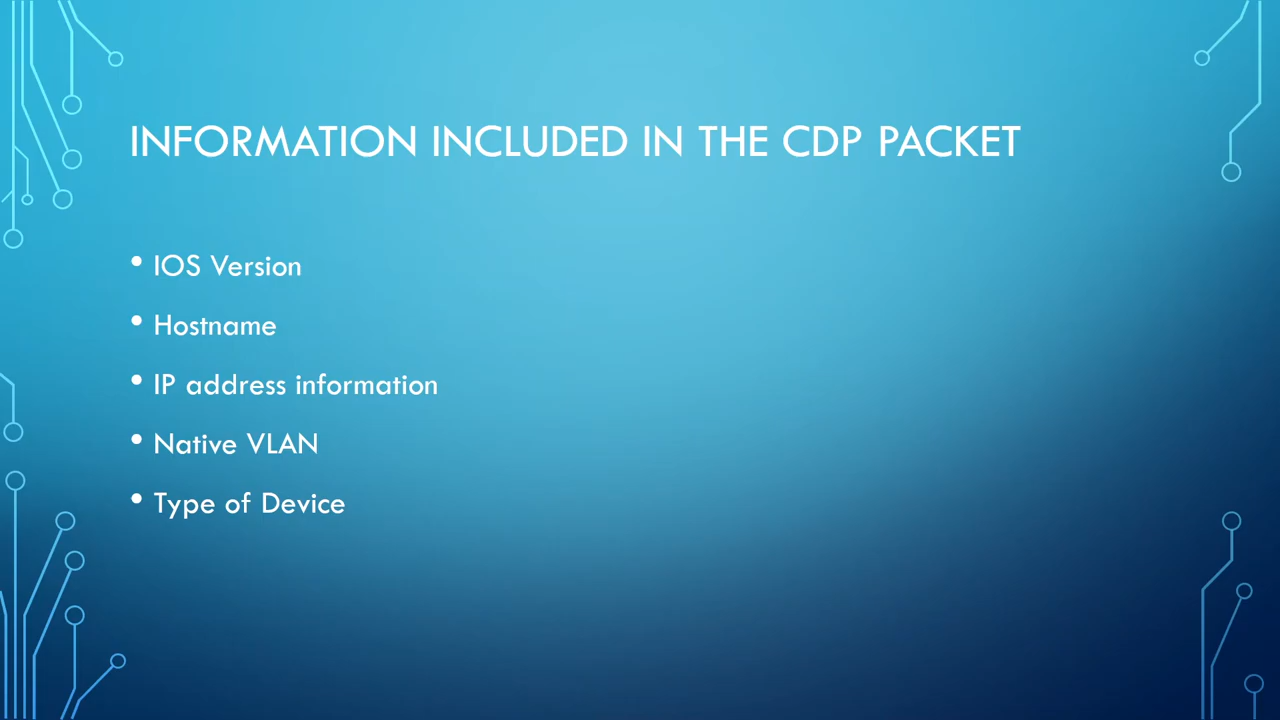 INFORMATION INCLUDED IN THE CDP PACKET
• IOS Version
• Hostname
• IP address information
• Native VLAN
• Type of Device